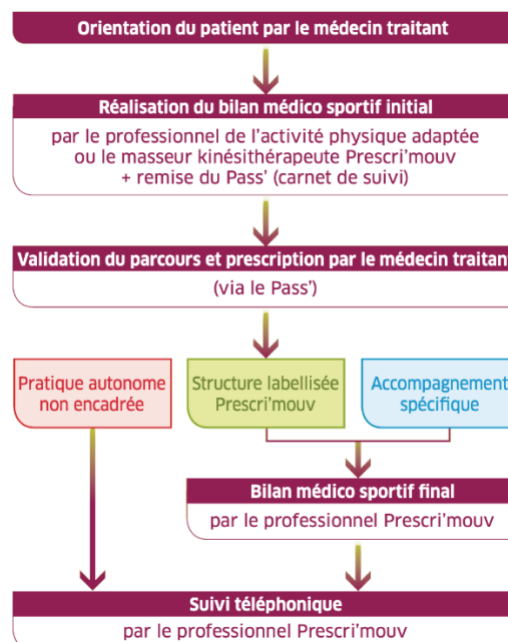 Orientation du patient par le médecin traitant
Réalisation du bilan médico sportif initial
par le professionnel de l'activité physique adaptée
ou le masseur kinésithérapeute Prescri'mouv
+ remise du Pass' (carnet de suivi)
Validation du parcours et prescription par le médecin traitant
(via le Pass')
Pratique autonome
non encadrée
Structure labellisée
Prescri'mouv
Accompagnement
spécifique
Bilan médico sportif final
par le professionnel Prescri'mouv
Suivi téléphonique
par le professionnel Prescri'mouv